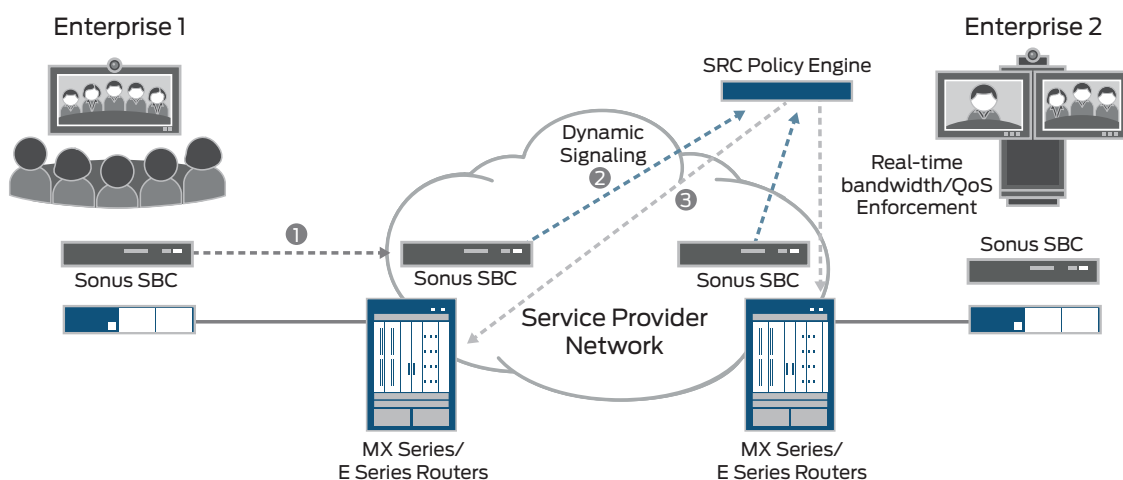 Enterprise 1
Enterprise 2
SRC Policy Engine
Dynamic
Signaling
2
3
Real-time
bandwidth/QoS
Enforcement
1
Sonus SBC
Sonus SBC
Sonus SBC
Sonus SBC
Service Provider
Network
MX Series/
E Series Routers
MX Series/
E Series Routers